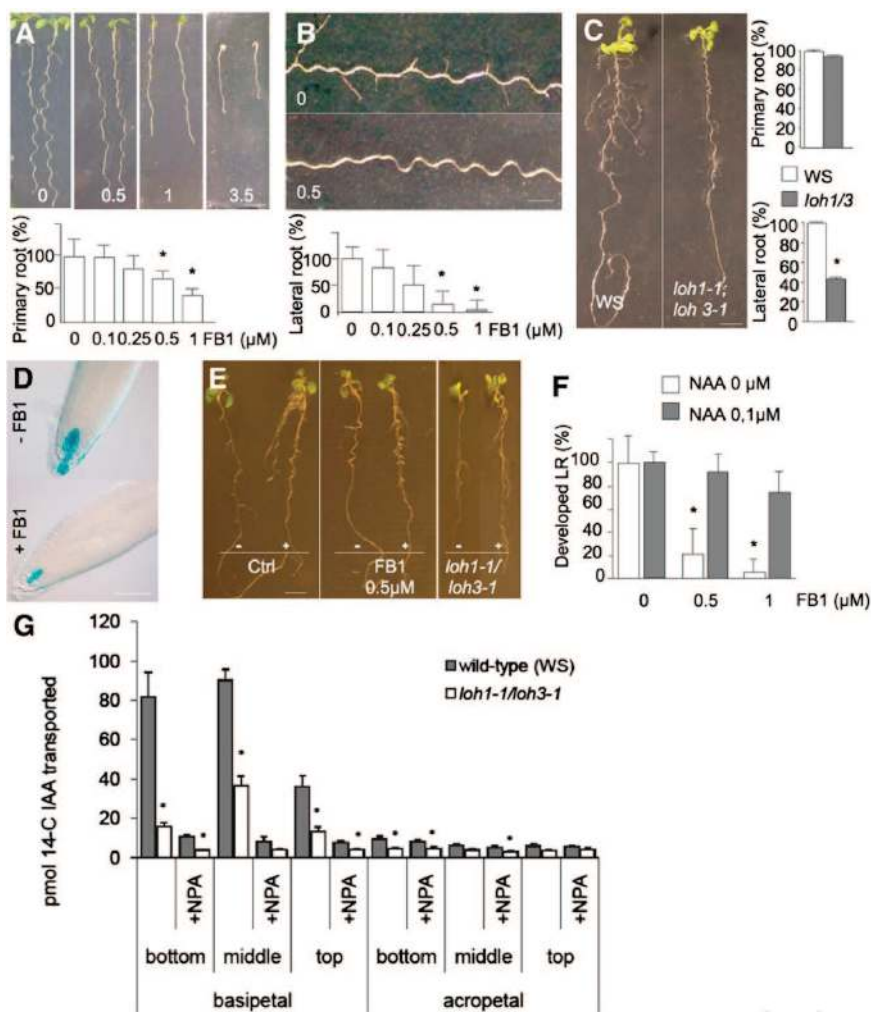 A
0
0.5
1
3.5
Primary root (%)
100
50
0
0 0.1 0.25 0.5 1 FB1 (µM)
*
*
B
0
0.5
Lateral root (%)
100
50
0
0 0.1 0.25 0.5 1 FB1 (µM)
*
*
C
WS
loh1-1;
loh 3-1
Primary root (%)
100
80
60
40
20
0
WS
loh1/3
Lateral root (%)
100
80
60
40
20
0
*
D
- FB1
+ FB1
E
- +
Ctrl
- +
FB1
0.5µM
- +
loh1-1/
loh3-1
F
NAA 0 µM
NAA 0,1µM
Developed LR (%)
100
80
60
40
20
0
*
*
0 0.5 1 FB1 (µM)
G
pmol 14-C IAA transported
120
100
80
60
40
20
0
wild-type (WS)
loh1-1/loh3-1
* * * * * * * *
+NPA +NPA +NPA +NPA +NPA +NPA
bottom middle top bottom middle top
basipetal acropetal